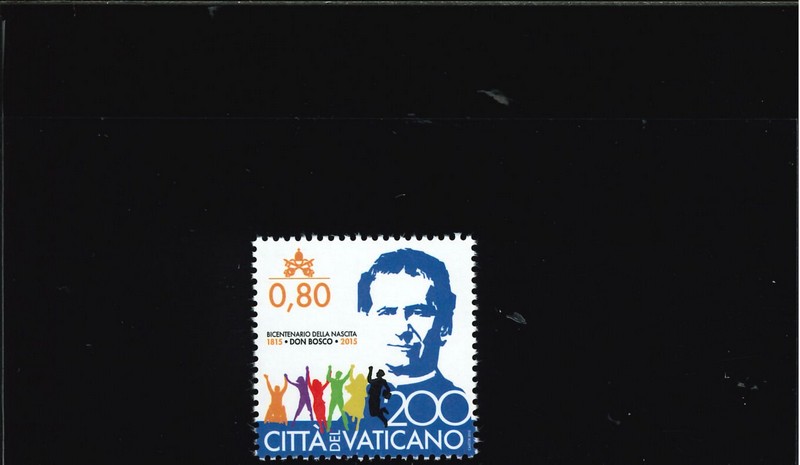 0,80
BICENTENARIO DELLA NASCITA
1815 • DON BOSCO • 2015
200
CITTÀ DEL VATICANO